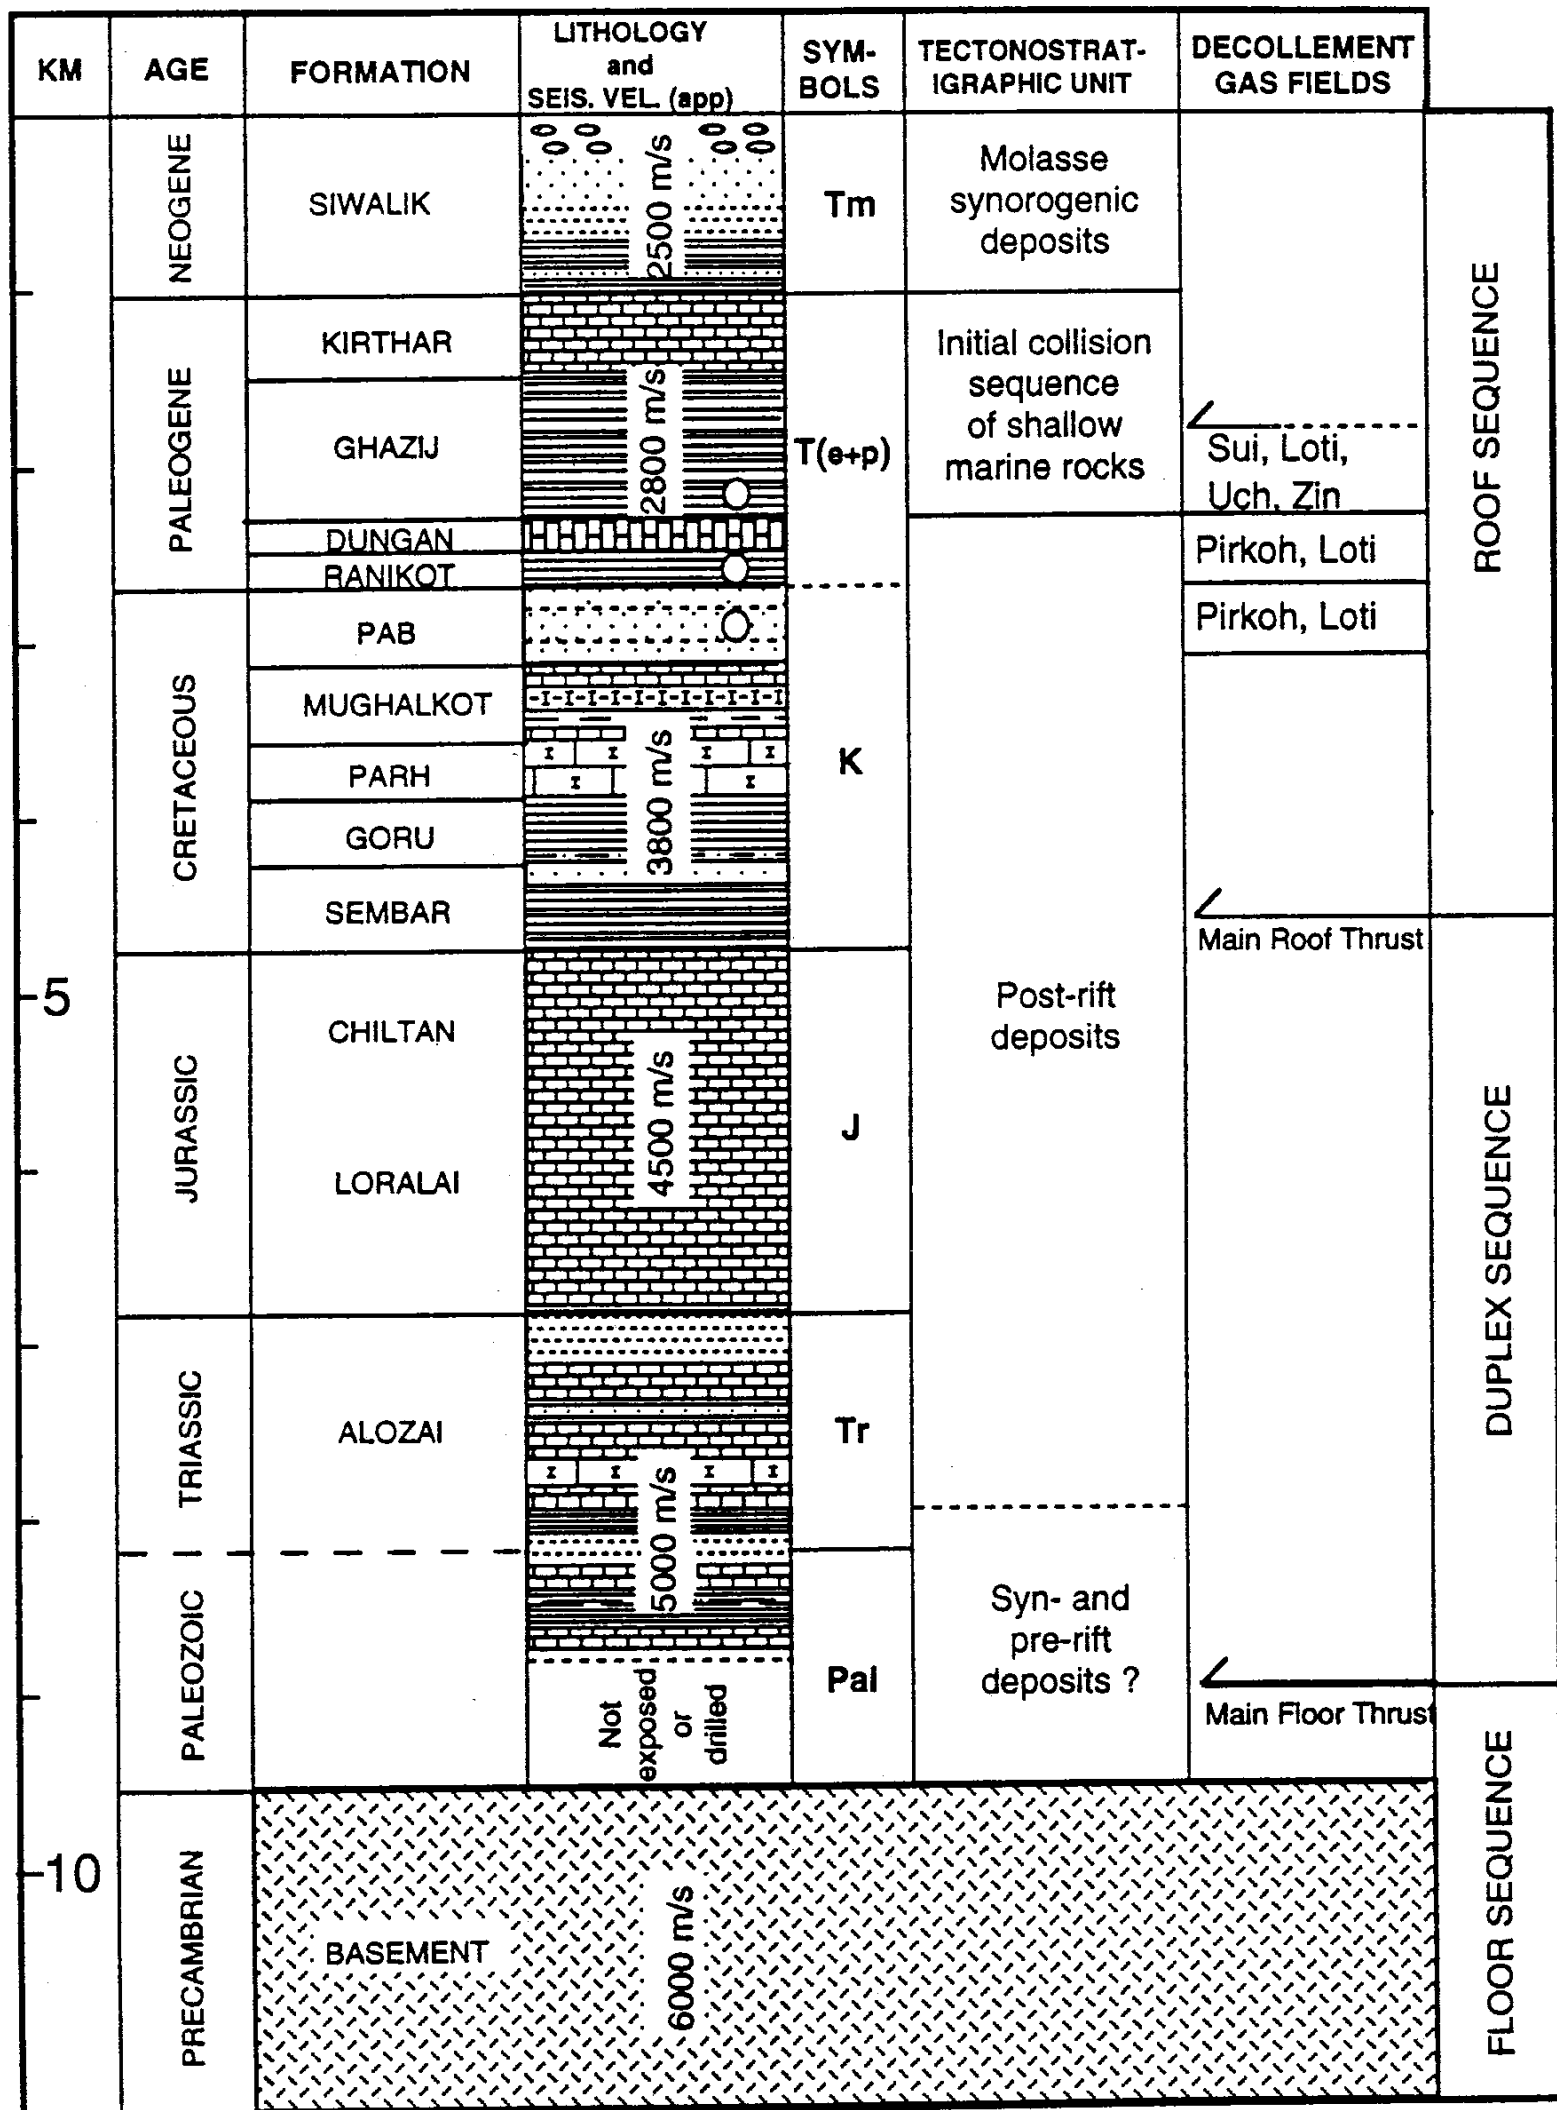 KM
AGE
FORMATION
LITHOLOGY
and
SEIS. VEL. (app)
SYM-
BOLS
TECTONOSTRAT-
IGRAPHIC UNIT
DECOLLEMENT
GAS FIELDS
NEOGENE
SIWALIK
2500 m/s
Tm
Molasse
synorogenic
deposits
PALEOGENE
KIRTHAR
GHAZIJ
DUNGAN
RANIKOT
2800 m/s
T(e+p)
Initial collision
sequence
of shallow
marine rocks
Sui, Loti,
Uch, Zin
Pirkoh, Loti
Pirkoh, Loti
ROOF SEQUENCE
CRETACEOUS
PAB
MUGHALKOT
PARH
GORU
SEMBAR
3800 m/s
K
Main Roof Thrust
5
JURASSIC
CHILTAN
LORALAI
4500 m/s
J
Post-rift
deposits
DUPLEX SEQUENCE
TRIASSIC
ALOZAI
5000 m/s
Tr
PALEOZOIC
Not
exposed
or
drilled
Pal
Syn- and
pre-rift
deposits ?
Main Floor Thrust
10
PRECAMBRIAN
BASEMENT
6000 m/s
FLOOR SEQUENCE